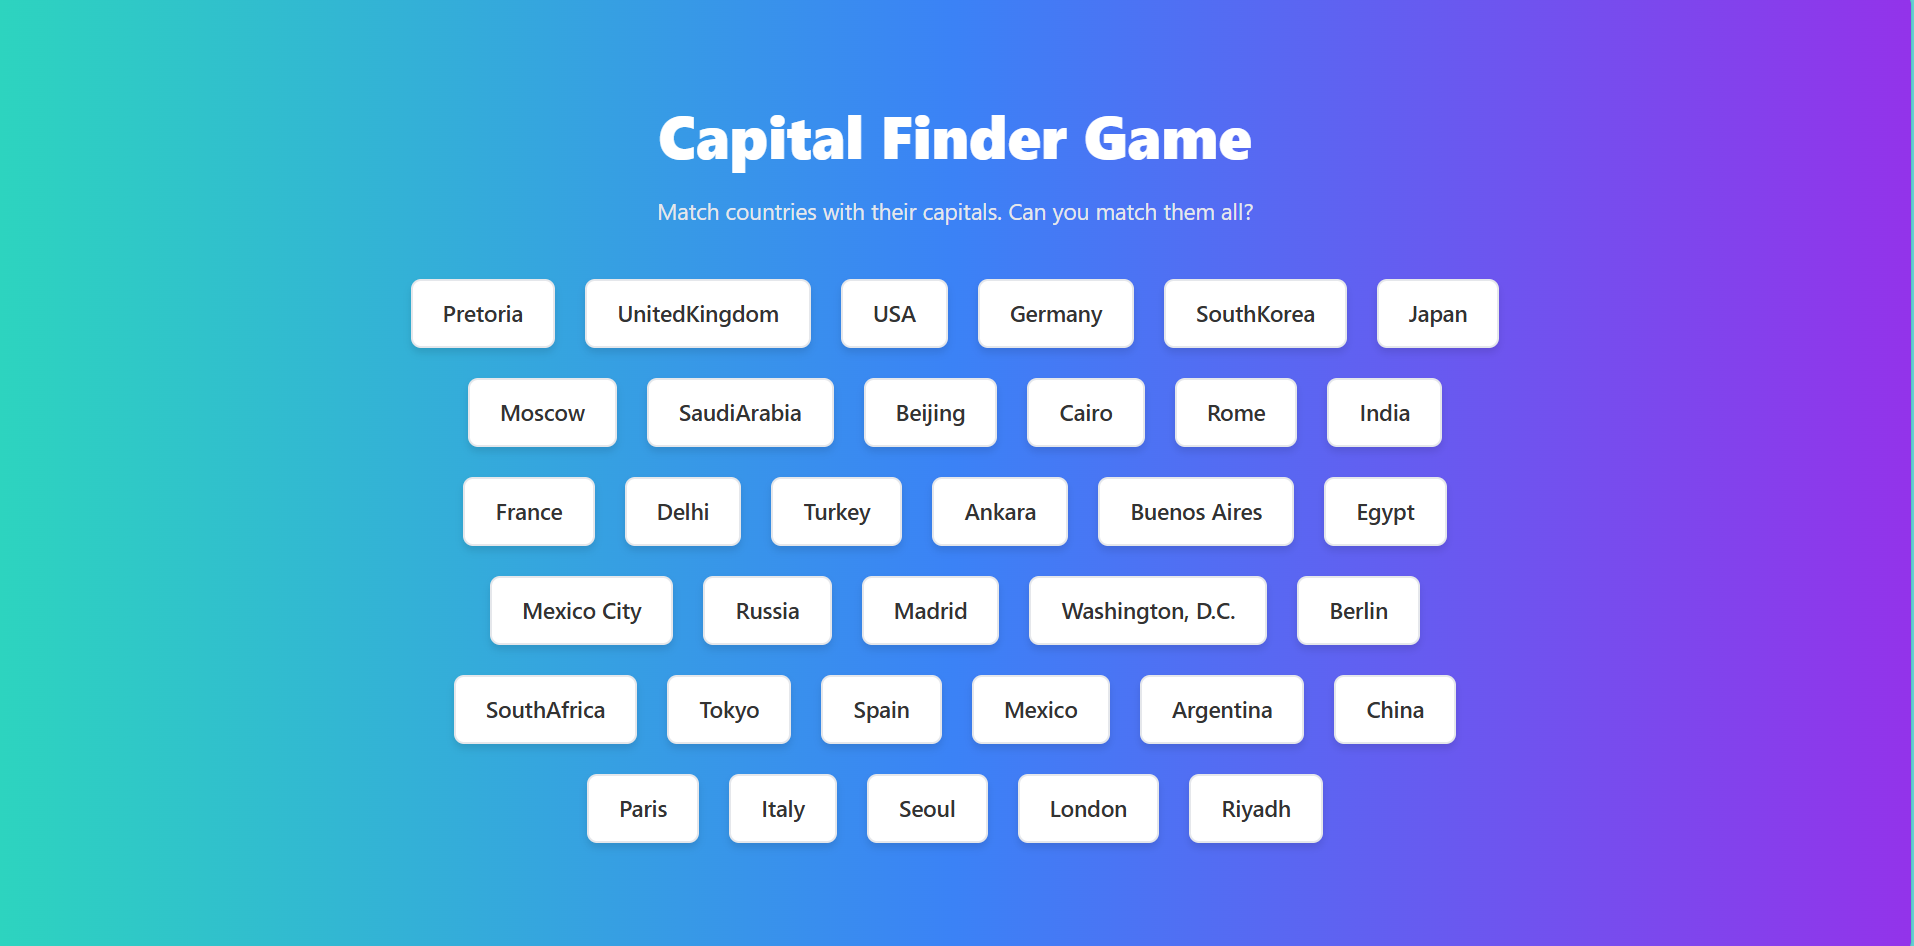 Capital Finder Game
Match countries with their capitals. Can you match them all?
Pretoria UnitedKingdom USA Germany SouthKorea Japan
Moscow SaudiArabia Beijing Cairo Rome India
France Delhi Turkey Ankara Buenos Aires Egypt
Mexico City Russia Madrid Washington, D.C. Berlin
SouthAfrica Tokyo Spain Mexico Argentina China
Paris Italy Seoul London Riyadh